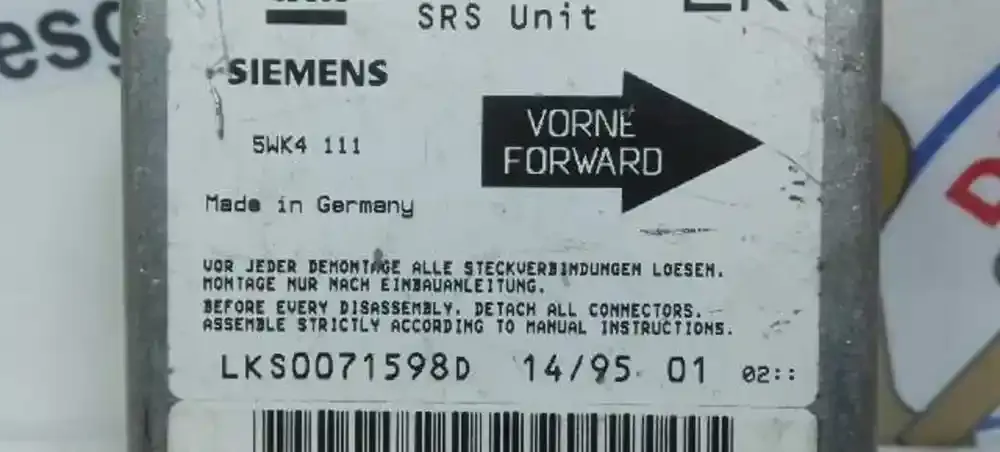 SRS Unit
SIEMENS
VORNE
FORWARD
5WK4 111
Made in Germany
VOR JEDER DEMONTAGE ALLE STECKVERBINDUNGEN LOESEN.
MONTAGE NUR NACH EINBAUANLEITUNG.
BEFORE EVERY DISASSEMBLY, DETACH ALL CONNECTORS.
ASSEMBLE STRICTLY ACCORDING TO MANUAL INSTRUCTIONS.
LKS0071598D 14/95 01 02::